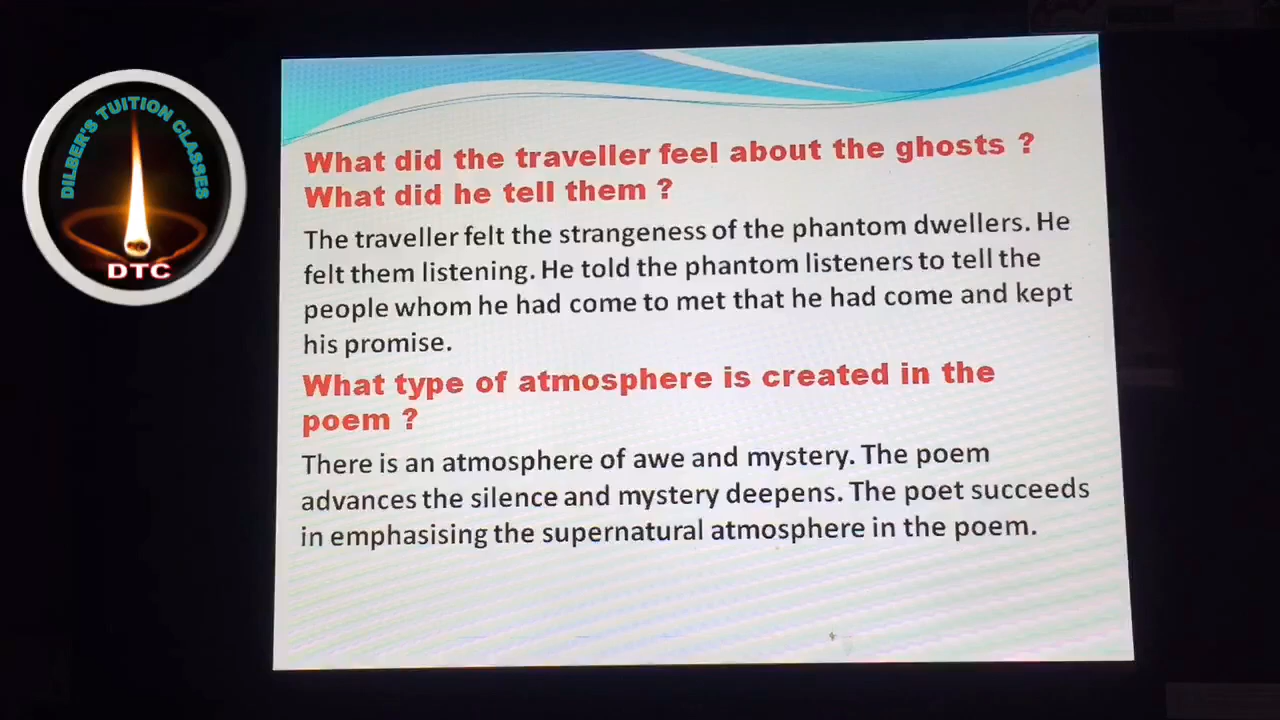 DILBER'S TUITION CLASSES
DTC
What did the traveller feel about the ghosts ?
What did he tell them ?
The traveller felt the strangeness of the phantom dwellers. He
felt them listening. He told the phantom listeners to tell the
people whom he had come to met that he had come and kept
his promise.
What type of atmosphere is created in the
poem ?
There is an atmosphere of awe and mystery. The poem
advances the silence and mystery deepens. The poet succeeds
in emphasising the supernatural atmosphere in the poem.